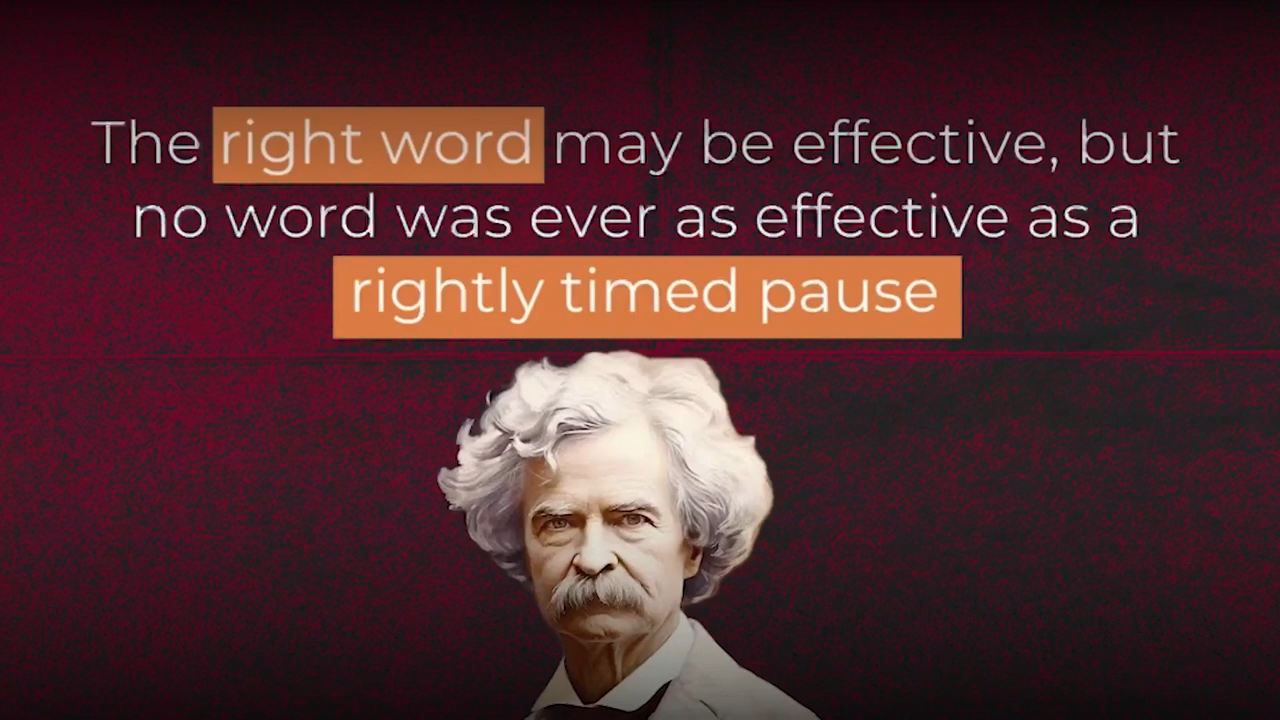 The right word may be effective, but
no word was ever as effective as a
rightly timed pause